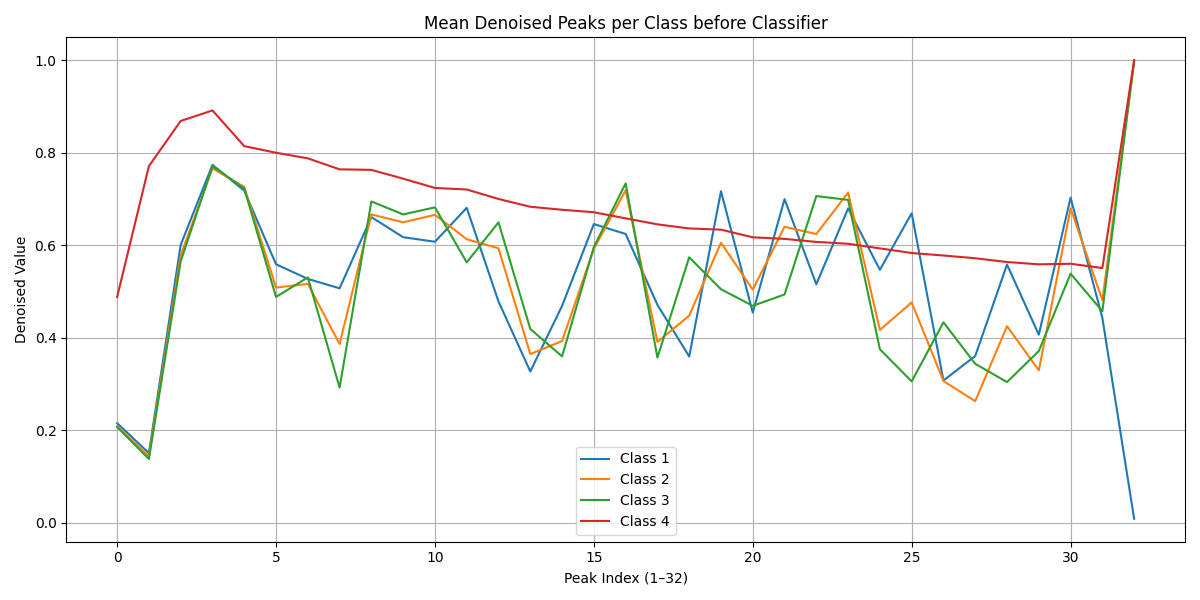 Mean Denoised Peaks per Class before Classifier
Denoised Value
1.0
0.8
0.6
0.4
0.2
0.0
Class 1
Class 2
Class 3
Class 4
0 5 10 15 20 25 30
Peak Index (1–32)